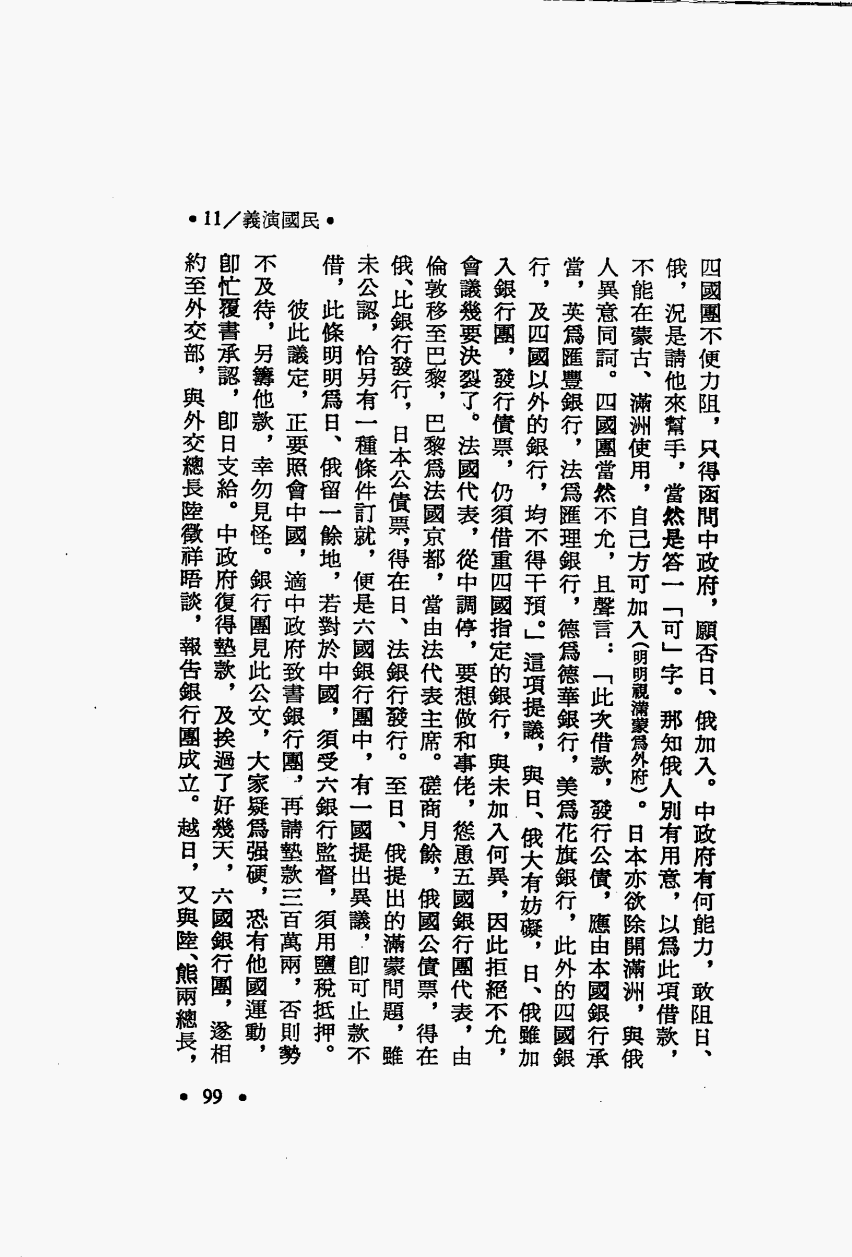 •11／義演國民•
四國團不便力阻，只得函問中政府，願否日、俄加入。中政府有何能力，敢阻日、
俄，況是請他來幫手，當然是答一「可」字。那知俄人別有用意，以爲此項借款，
不能在蒙古、滿洲使用，自己方可加入（明明視滿蒙爲外府）。日本亦欲除開滿洲，與俄
人異意同詞。四國團當然不允，且聲言：「此次借款，發行公債，應由本國銀行承
當，英爲匯豐銀行，法爲匯理銀行，德爲德華銀行，美爲花旗銀行，此外的四國銀
行，及四國以外的銀行，均不得干預。」這項提議，與日、俄大有妨礙，日、俄雖加
入銀行團，發行債票，仍須借重四國指定的銀行，與未加入何異，因此拒絕不允，
會議幾要決裂了。法國代表，從中調停，要想做和事佬，慫恿五國銀行團代表，由
倫敦移至巴黎，巴黎爲法國京都，當由法代表主席。磋商月餘，俄國公債票，得在
俄、比銀行發行，日本公債票，得在日、法銀行發行。至日、俄提出的滿蒙問題，雖
未公認，恰另有一種條件訂就，便是六國銀行團中，有一國提出異議，卽可止款不
借，此條明明爲日、俄留一餘地，若對於中國，須受六銀行監督，須用鹽稅抵押。
彼此議定，正要照會中國，適中政府致書銀行團，再請墊款三百萬兩，否則勢
不及待，另籌他款，幸勿見怪。銀行團見此公文，大家疑爲强硬，恐有他國運動，
卽忙覆書承認，卽日支給。中政府復得墊款，及挨過了好幾天，六國銀行團，遂相
約至外交部，與外交總長陸徵祥晤談，報告銀行團成立。越日，又與陸、熊兩總長，
• 99 •